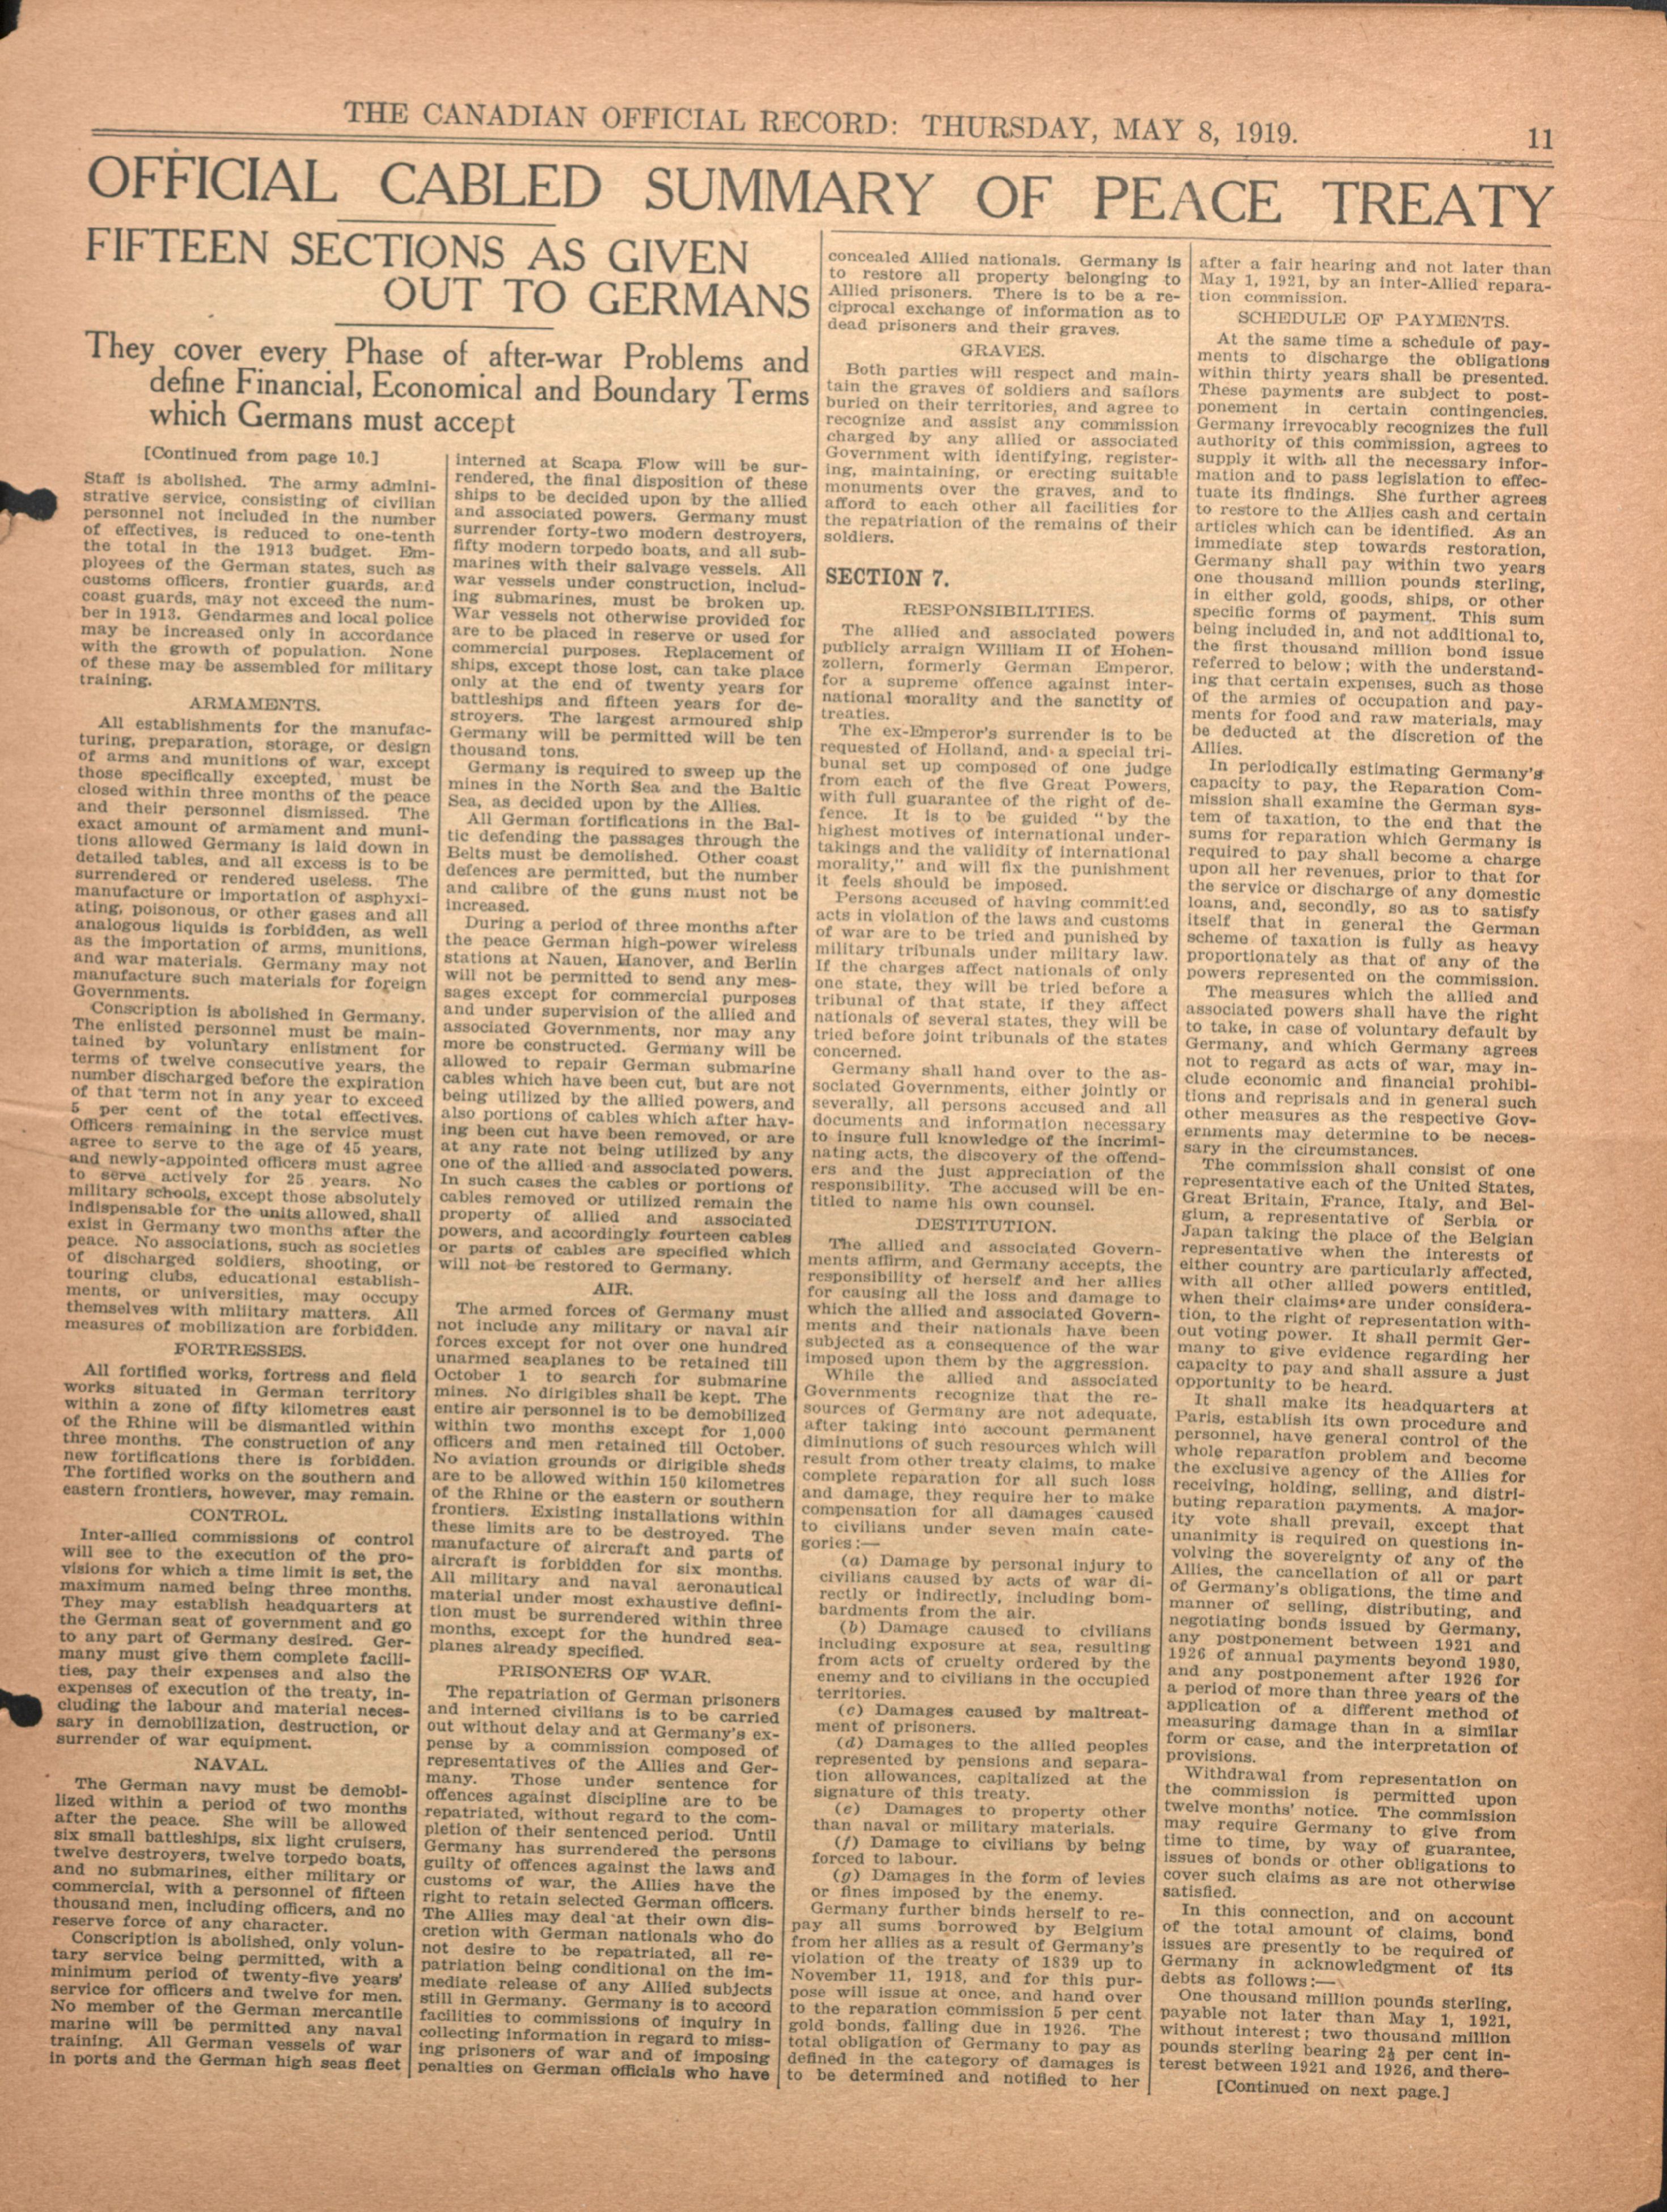 THE CANADIAN OFFICIAL RECORD: THURSDAY, MAY 8, 1919.
11
OFFICIAL CABLED SUMMARY OF PEACE TREATY
FIFTEEN SECTIONS AS GIVEN
OUT TO GERMANS
They cover every Phase of after-war Problems and
define Financial, Economical and Boundary Terms
which Germans must accept
[Continued from page 10.]
Staff is abolished. The army admini-
strative service, consisting of civilian
personnel not included in the number
of effectives, is reduced to one-tenth
the total in the 1913 budget. Em-
ployees of the German states, such as
customs officers, frontier guards, and
coast guards, may not exceed the num-
ber in 1913. Gendarmes and local police
may be increased only in accordance
with the growth of population. None
of these may be assembled for military
training.
ARMAMENTS.
All establishments for the manufac-
turing, preparation, storage, or design
of arms and munitions of war, except
those specifically excepted, must be
closed within three months of the peace
and their personnel dismissed. The
exact amount of armament and muni-
tions allowed Germany is laid down in
detailed tables, and all excess is to be
surrendered or rendered useless. The
manufacture or importation of asphyxi-
ating, poisonous, or other gases and all
analogous liquids is forbidden, as well
as the importation of arms, munitions,
and war materials. Germany may not
manufacture such materials for foreign
Governments.
Conscription is abolished in Germany.
The enlisted personnel must be main-
tained by voluntary enlistment for
terms of twelve consecutive years, the
number discharged before the expiration
of that term not in any year to exceed
5 per cent of the total effectives.
Officers remaining in the service must
agree to serve to the age of 45 years,
and newly-appointed officers must agree
to serve actively for 25 years. No
military schools, except those absolutely
indispensable for the units allowed, shall
exist in Germany two months after the
peace. No associations, such as societies
of discharged soldiers, shooting, or
touring clubs, educational establish-
ments, or universities, may occupy
themselves with military matters. All
measures of mobilization are forbidden.
FORTRESSES.
All fortified works, fortress and field
works situated in German territory
within a zone of fifty kilometres east
of the Rhine will be dismantled within
three months. The construction of any
new fortifications there is forbidden.
The fortified works on the southern and
eastern frontiers, however, may remain.
CONTROL.
Inter-allied commissions of control
will see to the execution of the pro-
visions for which a time limit is set, the
maximum named being three months.
They may establish headquarters at
the German seat of government and go
to any part of Germany desired. Ger-
many must give them complete facili-
ties, pay their expenses and also the
expenses of execution of the treaty, in-
cluding the labour and material neces-
sary in demobilization, destruction, or
surrender of war equipment.
NAVAL.
The German navy must be demobi-
lized within a period of two months
after the peace. She will be allowed
six small battleships, six light cruisers,
twelve destroyers, twelve torpedo boats,
and no submarines, either military or
commercial, with a personnel of fifteen
thousand men, including officers, and no
reserve force of any character.
Conscription is abolished, only volun-
tary service being permitted, with a
minimum period of twenty-five years'
service for officers and twelve for men.
No member of the German mercantile
marine will be permitted any naval
training. All German vessels of war
in ports and the German high seas fleet
interned at Scapa Flow will be sur-
rendered, the final disposition of these
ships to be decided upon by the allied
and associated powers. Germany must
surrender forty-two modern destroyers,
fifty modern torpedo boats, and all sub-
marines with their salvage vessels. All
war vessels under construction, includ-
ing submarines, must be broken up.
War vessels not otherwise provided for
are to be placed in reserve or used for
commercial purposes. Replacement of
ships, except those lost, can take place
only at the end of twenty years for
battleships and fifteen years for de-
stroyers. The largest armoured ship
Germany will be permitted will be ten
thousand tons.
Germany is required to sweep up the
mines in the North Sea and the Baltic
Sea, as decided upon by the Allies.
All German fortifications in the Bal-
tic defending the passages through the
Belts must be demolished. Other coast
defences are permitted, but the number
and calibre of the guns must not be
increased.
During a period of three months after
the peace German high-power wireless
stations at Nauen, Hanover, and Berlin
will not be permitted to send any mes-
sages except for commercial purposes
and under supervision of the allied and
associated Governments, nor may any
more be constructed. Germany will be
allowed to repair German submarine
cables which have been cut, but are not
being utilized by the allied powers, and
also portions of cables which after hav-
ing been cut have been removed, or are
at any rate not being utilized by any
one of the allied and associated powers.
In such cases the cables or portions of
cables removed or utilized remain the
property of allied and associated
powers, and accordingly fourteen cables
or parts of cables are specified which
will not be restored to Germany.
AIR.
The armed forces of Germany must
not include any military or naval air
forces except for not over one hundred
unarmed seaplanes to be retained till
October 1 to search for submarine
mines. No dirigibles shall be kept. The
entire air personnel is to be demobilized
within two months except for 1,000
officers and men retained till October.
No aviation grounds or dirigible sheds
are to be allowed within 150 kilometres
of the Rhine or the eastern or southern
frontiers. Existing installations within
these limits are to be destroyed. The
manufacture of aircraft and parts of
aircraft is forbidden for six months.
All military and naval aeronautical
material under most exhaustive defini-
tion must be surrendered within three
months, except for the hundred sea-
planes already specified.
PRISONERS OF WAR.
The repatriation of German prisoners
and interned civilians is to be carried
out without delay and at Germany's ex-
pense by a commission composed of
representatives of the Allies and Ger-
many. Those under sentence for
offences against discipline are to be
repatriated, without regard to the com-
pletion of their sentenced period. Until
Germany has surrendered the persons
guilty of offences against the laws and
customs of war, the Allies have the
right to retain selected German officers.
The Allies may deal at their own dis-
cretion with German nationals who do
not desire to be repatriated, all re-
patriation being conditional on the im-
mediate release of any Allied subjects
still in Germany. Germany is to accord
facilities to commissions of inquiry in
collecting information in regard to miss-
ing prisoners of war and of imposing
penalties on German officials who have
concealed Allied nationals. Germany is
to restore all property belonging to
Allied prisoners. There is to be a re-
ciprocal exchange of information as to
dead prisoners and their graves.
GRAVES.
Both parties will respect and main-
tain the graves of soldiers and sailors
buried on their territories, and agree to
recognize and assist any commission
charged by any allied or associated
Government with identifying, register-
ing, maintaining, or erecting suitable
monuments over the graves, and to
afford to each other all facilities for
the repatriation of the remains of their
soldiers.
SECTION 7.
RESPONSIBILITIES.
The allied and associated powers
publicly arraign William II of Hohen-
zollern, formerly German Emperor,
for a supreme offence against inter-
national morality and the sanctity of
treaties.
The ex-Emperor's surrender is to be
requested of Holland, and a special tri-
bunal set up composed of one judge
from each of the five Great Powers,
with full guarantee of the right of de-
fence. It is to be guided "by the
highest motives of international under-
takings and the validity of international
morality," and will fix the punishment
it feels should be imposed.
Persons accused of having committed
acts in violation of the laws and customs
of war are to be tried and punished by
military tribunals under military law.
If the charges affect nationals of only
one state, they will be tried before a
tribunal of that state, if they affect
nationals of several states, they will be
tried before joint tribunals of the states
concerned.
Germany shall hand over to the as-
sociated Governments, either jointly or
severally, all persons accused and all
documents and information necessary
to insure full knowledge of the incrimi-
nating acts, the discovery of the offend-
ers and the just appreciation of the
responsibility. The accused will be en-
titled to name his own counsel.
DESTITUTION.
The allied and associated Govern-
ments affirm, and Germany accepts, the
responsibility of herself and her allies
for causing all the loss and damage to
which the allied and associated Govern-
ments and their nationals have been
subjected as a consequence of the war
imposed upon them by the aggression.
While the allied and associated
Governments recognize that the re-
sources of Germany are not adequate,
after taking into account permanent
diminutions of such resources which will
result from other treaty claims, to make
complete reparation for all such loss
and damage, they require her to make
compensation for all damages caused
to civilians under seven main cate-
gories:—
(a) Damage by personal injury to
civilians caused by acts of war di-
rectly or indirectly, including bom-
bardments from the air.
(b) Damage caused to civilians
including exposure at sea, resulting
from acts of cruelty ordered by the
enemy and to civilians in the occupied
territories.
(c) Damages caused by maltreat-
ment of prisoners.
(d) Damages to the allied peoples
represented by pensions and separa-
tion allowances, capitalized at the
signature of this treaty.
(e) Damages to property other
than naval or military materials.
(f) Damage to civilians by being
forced to labour.
(g) Damages in the form of levies
or fines imposed by the enemy.
Germany further binds herself to re-
pay all sums borrowed by Belgium
from her allies as a result of Germany's
violation of the treaty of 1839 up to
November 11, 1918, and for this pur-
pose will issue at once, and hand over
to the reparation commission 5 per cent
gold bonds, falling due in 1926. The
total obligation of Germany to pay as
defined in the category of damages is
to be determined and notified to her
after a fair hearing and not later than
May 1, 1921, by an inter-Allied repara-
tion commission.
SCHEDULE OF PAYMENTS.
At the same time a schedule of pay-
ments to discharge the obligations
within thirty years shall be presented.
These payments are subject to post-
ponement in certain contingencies.
Germany irrevocably recognizes the full
authority of this commission, agrees to
supply it with all the necessary infor-
mation and to pass legislation to effec-
tuate its findings. She further agrees
to restore to the Allies cash and certain
articles which can be identified. As an
immediate step towards restoration,
Germany shall pay within two years
one thousand million pounds sterling,
in either gold, goods, ships, or other
specific forms of payment. This sum
being included in, and not additional to,
the first thousand million bond issue
referred to below; with the understand-
ing that certain expenses, such as those
of the armies of occupation and pay-
ments for food and raw materials, may
be deducted at the discretion of the
Allies.
In periodically estimating Germany's
capacity to pay, the Reparation Com-
mission shall examine the German sys-
tem of taxation, to the end that the
sums for reparation which Germany is
required to pay shall become a charge
upon all her revenues, prior to that for
the service or discharge of any domestic
loans, and, secondly, so as to satisfy
itself that in general the German
scheme of taxation is fully as heavy
proportionately as that of any of the
powers represented on the commission.
The measures which the allied and
associated powers shall have the right
to take, in case of voluntary default by
Germany, and which Germany agrees
not to regard as acts of war, may in-
clude economic and financial prohibi-
tions and reprisals and in general such
other measures as the respective Gov-
ernments may determine to be neces-
sary in the circumstances.
The commission shall consist of one
representative each of the United States,
Great Britain, France, Italy, and Bel-
gium, a representative of Serbia or
Japan taking the place of the Belgian
representative when the interests of
either country are particularly affected,
with all other allied powers entitled,
when their claims are under considera-
tion, to the right of representation with-
out voting power. It shall permit Ger-
many to give evidence regarding her
capacity to pay and shall assure a just
opportunity to be heard.
It shall make its headquarters at
Paris, establish its own procedure and
personnel, have general control of the
whole reparation problem and become
the exclusive agency of the Allies for
receiving, holding, selling, and distri-
buting reparation payments. A major-
ity vote shall prevail, except that
unanimity is required on questions in-
volving the sovereignty of any of the
Allies, the cancellation of all or part
of Germany's obligations, the time and
manner of selling, distributing, and
negotiating bonds issued by Germany,
any postponement between 1921 and
1926 of annual payments beyond 1930,
and any postponement after 1926 for
a period of more than three years of the
application of a different method of
measuring damage than in a similar
form or case, and the interpretation of
provisions.
Withdrawal from representation on
the commission is permitted upon
twelve months' notice. The commission
may require Germany to give from
time to time, by way of guarantee,
issues of bonds or other obligations to
cover such claims as are not otherwise
satisfied.
In this connection, and on account
of the total amount of claims, bond
issues are presently to be required of
Germany in acknowledgment of its
debts as follows:—
One thousand million pounds sterling,
payable not later than May 1, 1921,
without interest; two thousand million
pounds sterling bearing 2½ per cent in-
terest between 1921 and 1926, and there-
[Continued on next page.]